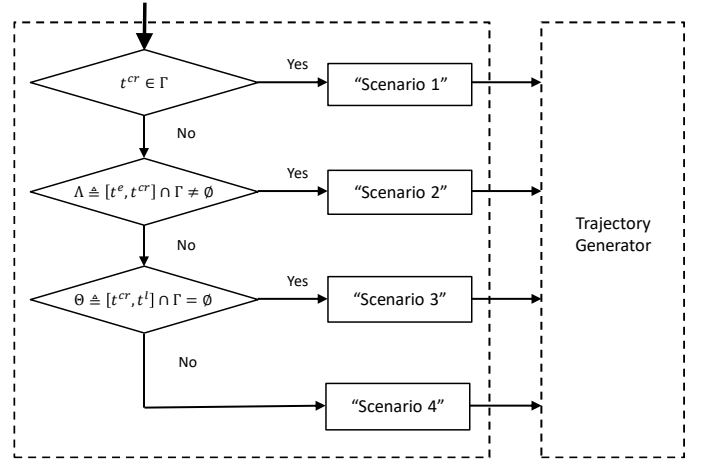 t^{cr} ∈ Γ
Yes
“Scenario 1”
No
Λ ≜ [t^e, t^{cr}] ∩ Γ ≠ ∅
Yes
“Scenario 2”
No
Θ ≜ [t^{cr}, t^l] ∩ Γ = ∅
Yes
“Scenario 3”
No
“Scenario 4”
Trajectory
Generator